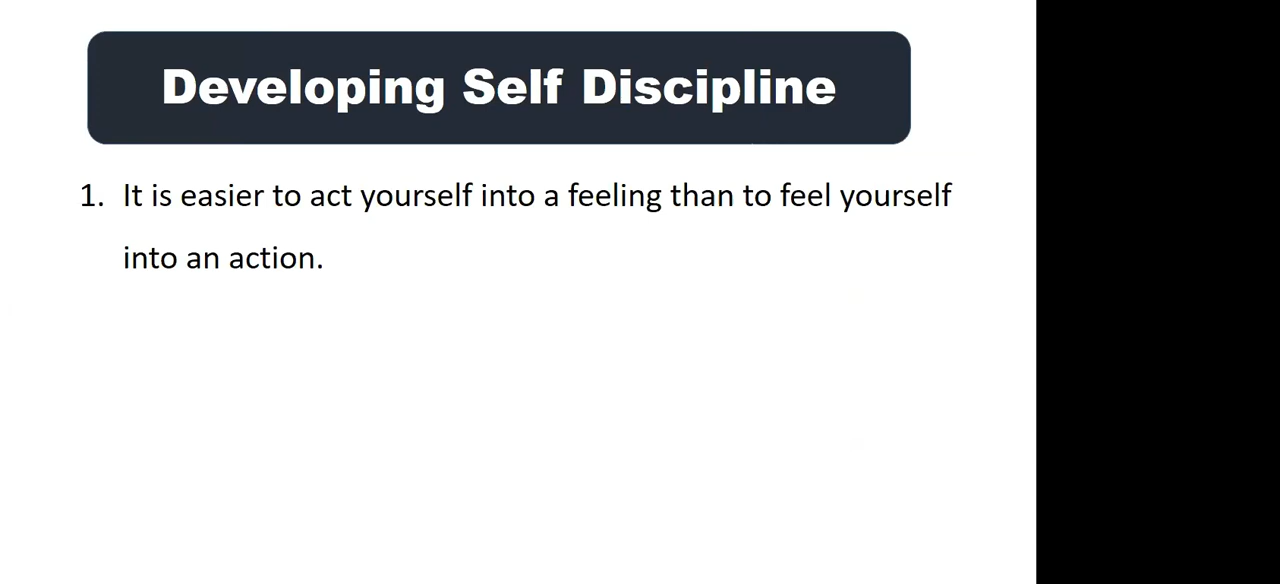 Developing Self Discipline
1. It is easier to act yourself into a feeling than to feel yourself
into an action.